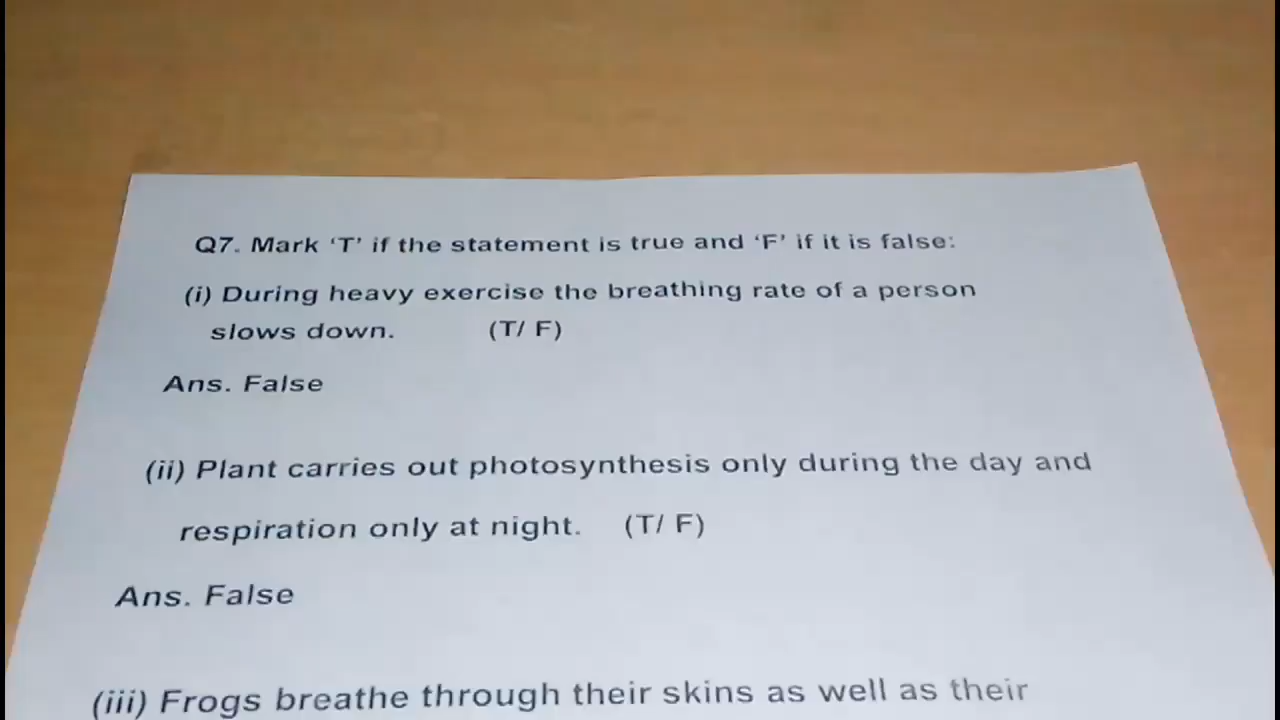 Q7. Mark ‘T’ if the statement is true and ‘F’ if it is false:
(i) During heavy exercise the breathing rate of a person
slows down. (T/ F)
Ans. False
(ii) Plant carries out photosynthesis only during the day and
respiration only at night. (T/ F)
Ans. False
(iii) Frogs breathe through their skins as well as their